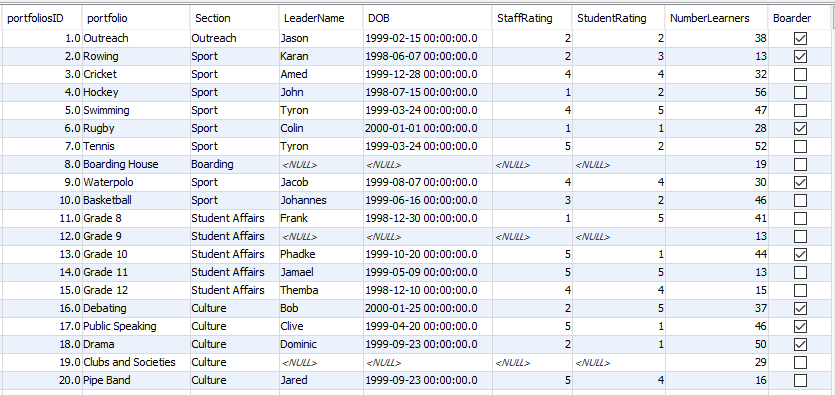 portfoliosID portfolio Section LeaderName DOB StaffRating StudentRating NumberLearners Boarder
1.0 Outreach Outreach Jason 1999-02-15 00:00:00.0 2 2 38
2.0 Rowing Sport Karan 1998-06-07 00:00:00.0 2 3 13
3.0 Cricket Sport Amed 1999-12-28 00:00:00.0 4 4 32
4.0 Hockey Sport John 1998-07-15 00:00:00.0 1 2 56
5.0 Swimming Sport Tyron 1999-03-24 00:00:00.0 4 5 47
6.0 Rugby Sport Colin 2000-01-01 00:00:00.0 1 1 28
7.0 Tennis Sport Tyron 1999-03-24 00:00:00.0 5 2 52
8.0 Boarding House Boarding <NULL> <NULL> <NULL> <NULL> 19
9.0 Waterpolo Sport Jacob 1999-08-07 00:00:00.0 4 4 30
10.0 Basketball Sport Johannes 1999-06-16 00:00:00.0 3 2 46
11.0 Grade 8 Student Affairs Frank 1998-12-30 00:00:00.0 1 5 41
12.0 Grade 9 Student Affairs <NULL> <NULL> <NULL> <NULL> 13
13.0 Grade 10 Student Affairs Phadke 1999-10-20 00:00:00.0 5 1 44
14.0 Grade 11 Student Affairs Jamael 1999-05-09 00:00:00.0 5 5 13
15.0 Grade 12 Student Affairs Themba 1998-12-10 00:00:00.0 4 4 15
16.0 Debating Culture Bob 2000-01-25 00:00:00.0 2 5 37
17.0 Public Speaking Culture Clive 1999-04-20 00:00:00.0 5 1 46
18.0 Drama Culture Dominic 1999-09-23 00:00:00.0 2 1 50
19.0 Clubs and Societies Culture <NULL> <NULL> <NULL> <NULL> 29
20.0 Pipe Band Culture Jared 1999-09-23 00:00:00.0 5 4 16